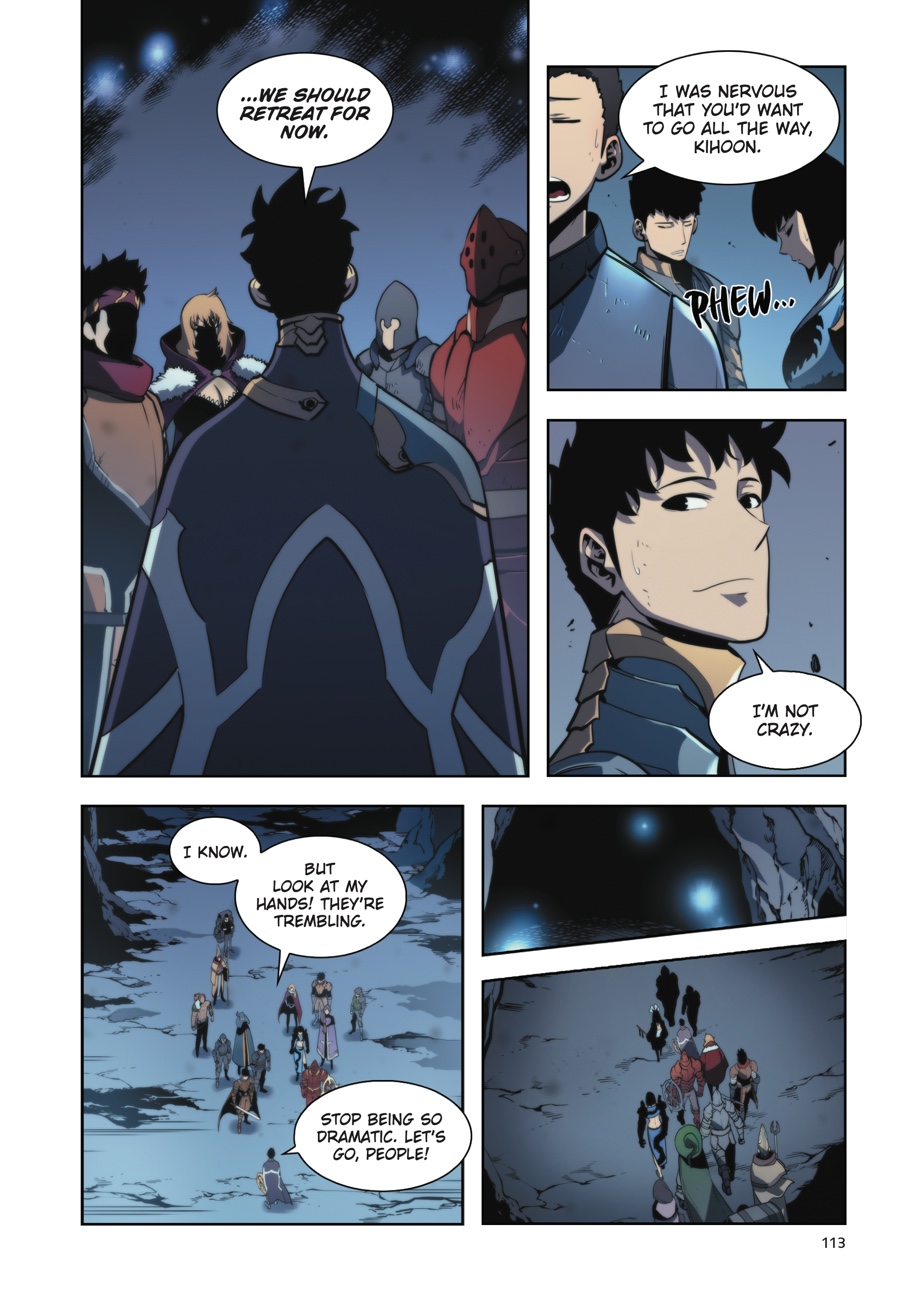 ...WE SHOULD
RETREAT FOR
NOW.
I WAS NERVOUS
THAT YOU'D WANT
TO GO ALL THE WAY,
KIHOON.
PHEW...
I'M NOT
CRAZY.
I KNOW.
BUT
LOOK AT MY
HANDS! THEY'RE
TREMBLING.
STOP BEING SO
DRAMATIC. LET'S
GO, PEOPLE!
113